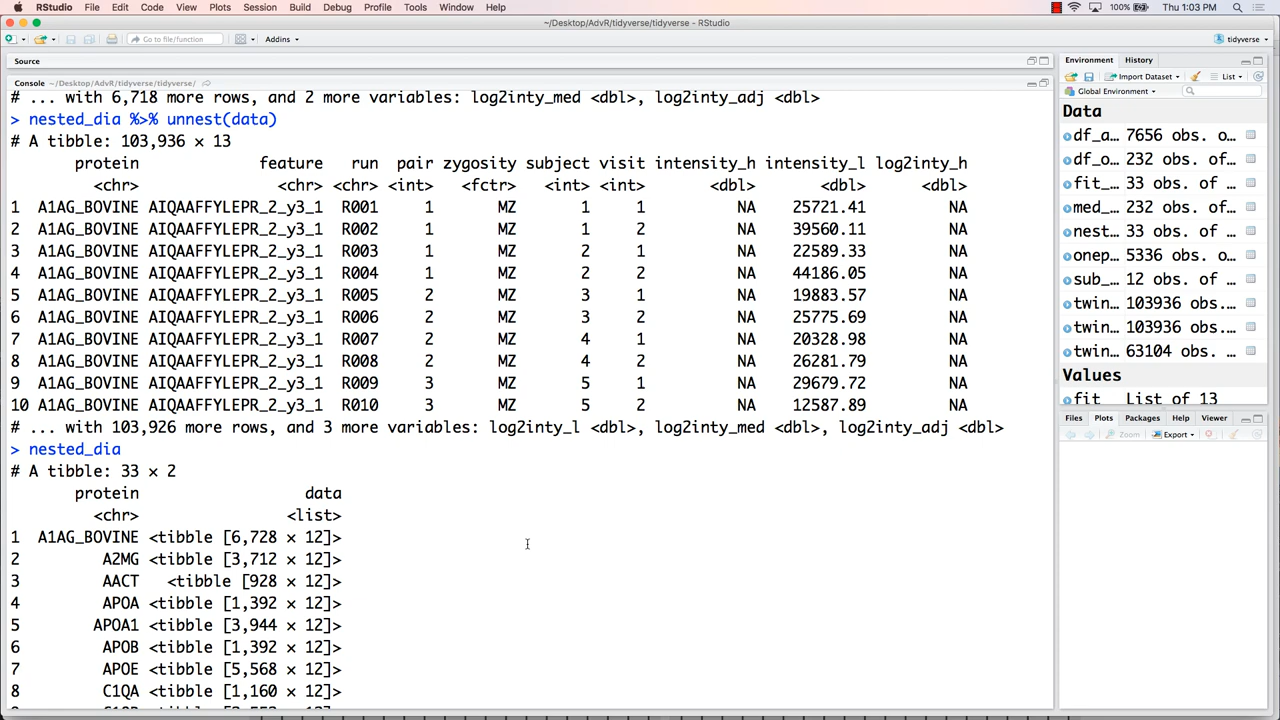 RStudio File Edit Code View Plots Session Build Debug Profile Tools Window Help 100% Thu 1:03 PM
~/Desktop/AdvR/tidyverse/tidyverse - RStudio
Go to file/function Addins tidyverse
Source
Console ~/Desktop/AdvR/tidyverse/tidyverse/
# ... with 6,718 more rows, and 2 more variables: log2inty_med <dbl>, log2inty_adj <dbl>
> nested_dia %>% unnest(data)
# A tibble: 103,936 × 13
protein feature run pair zygosity subject visit intensity_h intensity_l log2inty_h
<chr> <chr> <chr> <int> <fctr> <int> <int> <dbl> <dbl> <dbl>
1 A1AG_BOVINE AIQAAFFYLEPR_2_y3_1 R001 1 MZ 1 1 NA 25721.41 NA
2 A1AG_BOVINE AIQAAFFYLEPR_2_y3_1 R002 1 MZ 1 2 NA 39560.11 NA
3 A1AG_BOVINE AIQAAFFYLEPR_2_y3_1 R003 1 MZ 2 1 NA 22589.33 NA
4 A1AG_BOVINE AIQAAFFYLEPR_2_y3_1 R004 1 MZ 2 2 NA 44186.05 NA
5 A1AG_BOVINE AIQAAFFYLEPR_2_y3_1 R005 2 MZ 3 1 NA 19883.57 NA
6 A1AG_BOVINE AIQAAFFYLEPR_2_y3_1 R006 2 MZ 3 2 NA 25775.69 NA
7 A1AG_BOVINE AIQAAFFYLEPR_2_y3_1 R007 2 MZ 4 1 NA 20328.98 NA
8 A1AG_BOVINE AIQAAFFYLEPR_2_y3_1 R008 2 MZ 4 2 NA 26281.79 NA
9 A1AG_BOVINE AIQAAFFYLEPR_2_y3_1 R009 3 MZ 5 1 NA 29679.72 NA
10 A1AG_BOVINE AIQAAFFYLEPR_2_y3_1 R010 3 MZ 5 2 NA 12587.89 NA
# ... with 103,926 more rows, and 3 more variables: log2inty_l <dbl>, log2inty_med <dbl>, log2inty_adj <dbl>
> nested_dia
# A tibble: 33 × 2
protein data
<chr> <list>
1 A1AG_BOVINE <tibble [6,728 × 12]>
2 A2MG <tibble [3,712 × 12]>
3 AACT <tibble [928 × 12]>
4 APOA <tibble [1,392 × 12]>
5 APOA1 <tibble [3,944 × 12]>
6 APOB <tibble [1,392 × 12]>
7 APOE <tibble [5,568 × 12]>
8 C1QA <tibble [1,160 × 12]>
Environment History
Import Dataset List
Global Environment
Data
df_a… 7656 obs. o…
df_o… 232 obs. of…
fit_… 33 obs. of …
med_… 232 obs. of…
nest… 33 obs. of …
onep… 5336 obs. o…
sub_… 12 obs. of …
twin… 103936 obs.…
twin… 103936 obs.…
twin… 63104 obs. …
Values
fit List of 13
Files Plots Packages Help Viewer
Zoom Export